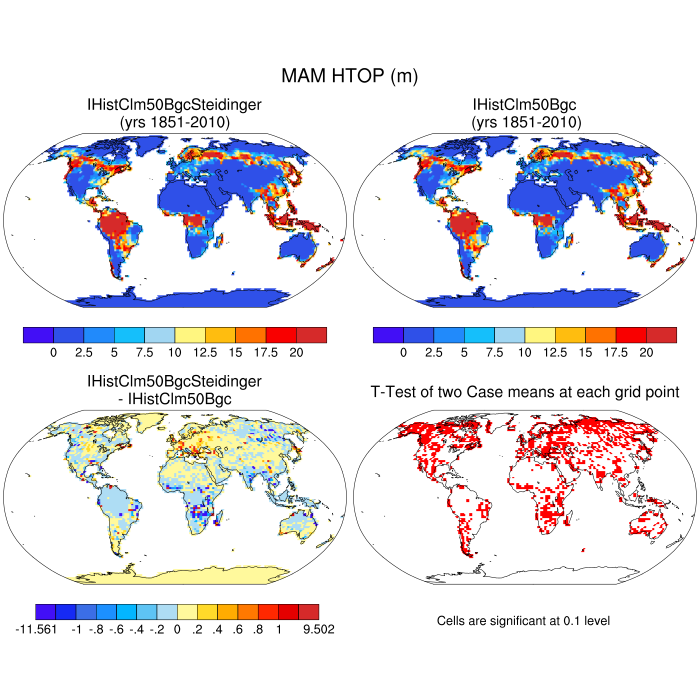 MAM HTOP (m)
IHistClm50BgcSteidinger
(yrs 1851-2010)
IHistClm50Bgc
(yrs 1851-2010)
0 2.5 5 7.5 10 12.5 15 17.5 20
0 2.5 5 7.5 10 12.5 15 17.5 20
IHistClm50BgcSteidinger
- IHistClm50Bgc
T-Test of two Case means at each grid point
-11.561 -1 -.8 -.6 -.4 -.2 0 .2 .4 .6 .8 1 9.502
Cells are significant at 0.1 level